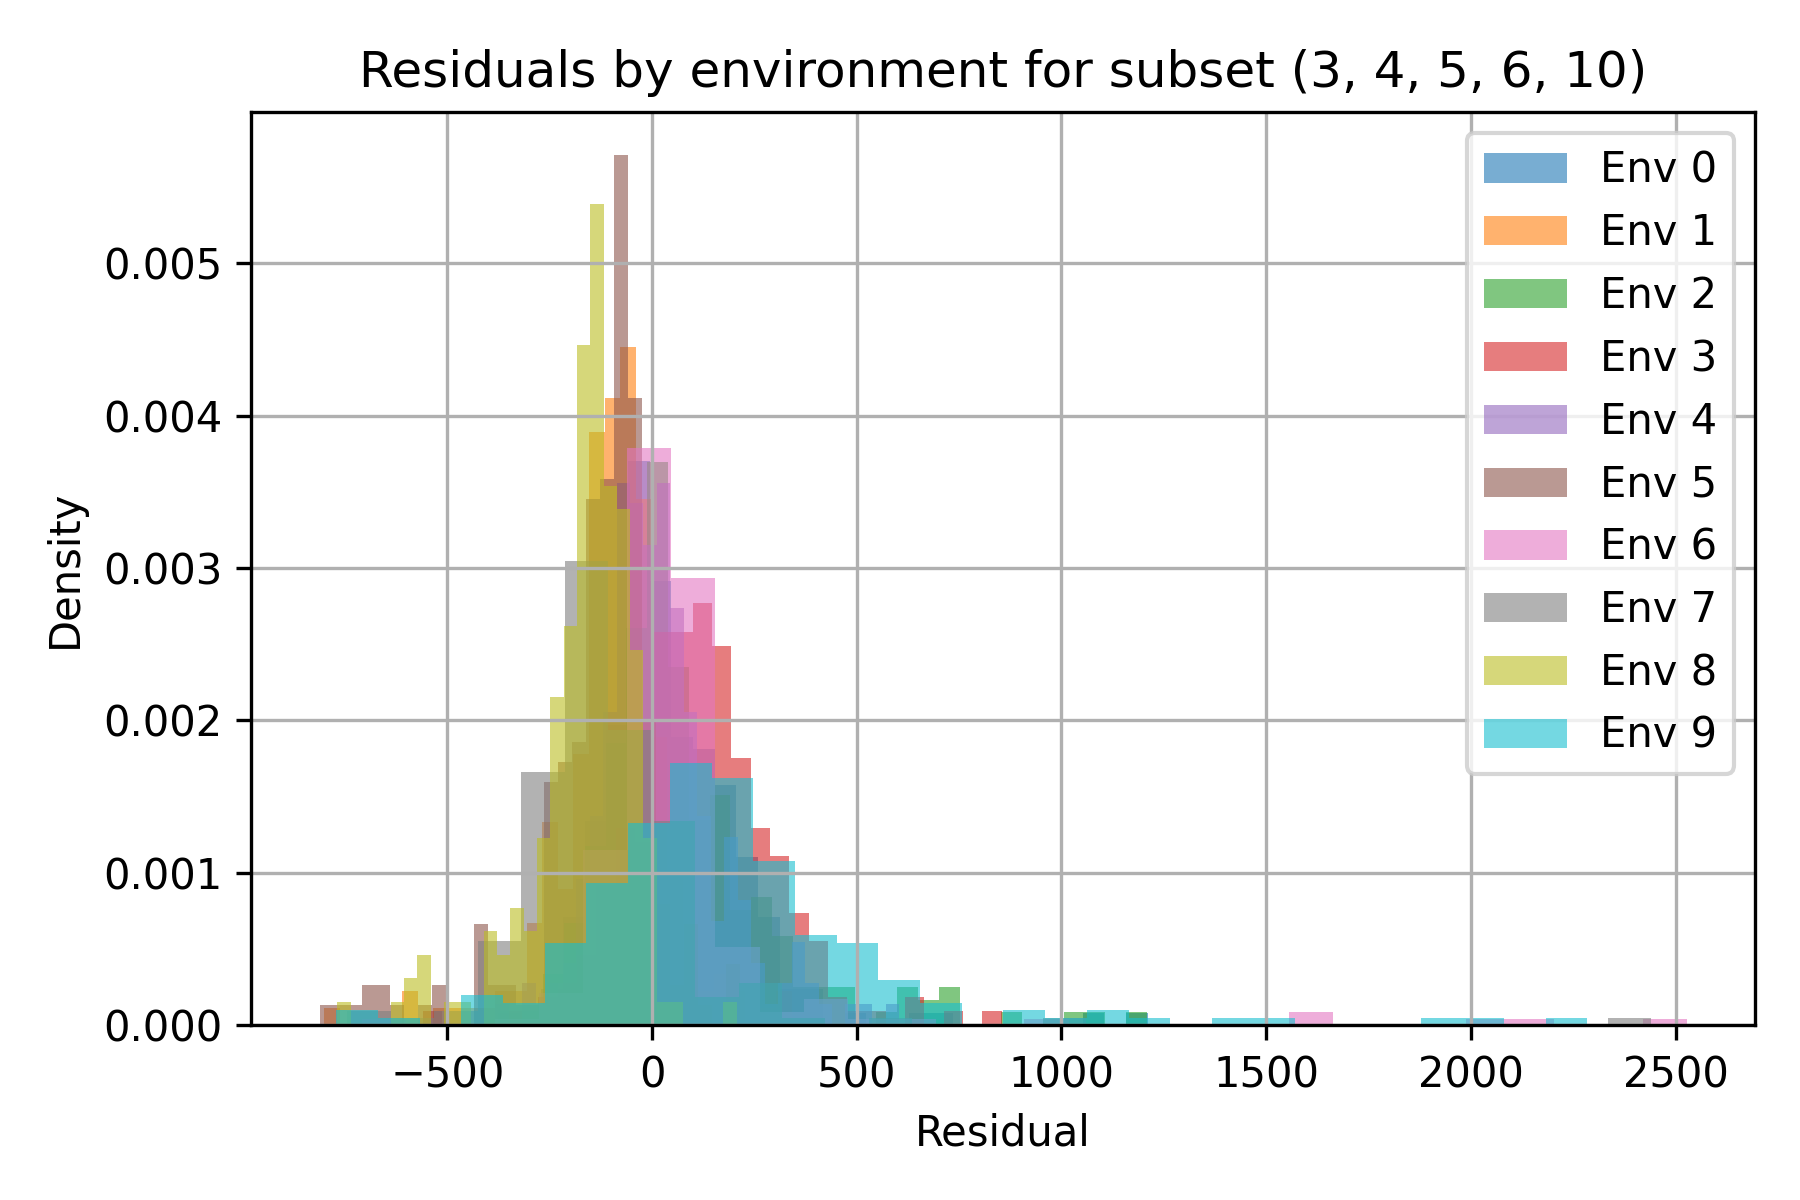 Residuals by environment for subset (3, 4, 5, 6, 10)
Env 0
Env 1
Env 2
Env 3
Env 4
Env 5
Env 6
Env 7
Env 8
Env 9
Density
0.005
0.004
0.003
0.002
0.001
0.000
−500
0
500
1000
1500
2000
2500
Residual